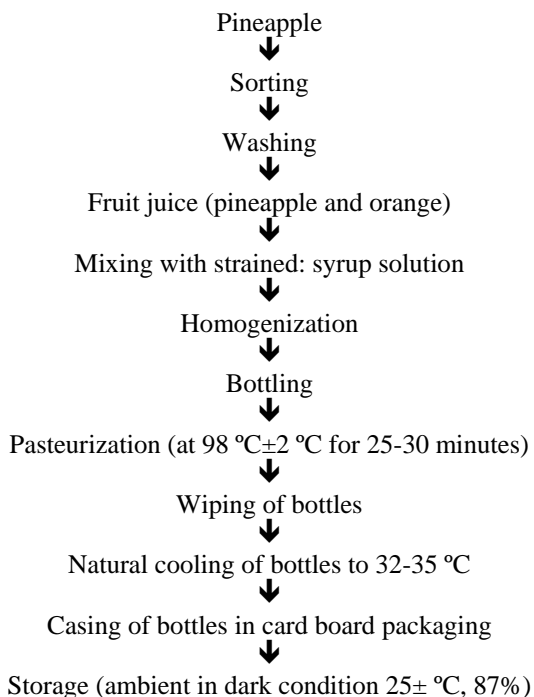 Pineapple
Sorting
Washing
Fruit juice (pineapple and orange)
Mixing with strained: syrup solution
Homogenization
Bottling
Pasteurization (at 98 ºC±2 ºC for 25-30 minutes)
Wiping of bottles
Natural cooling of bottles to 32-35 ºC
Casing of bottles in card board packaging
Storage (ambient in dark condition 25± ºC, 87%)